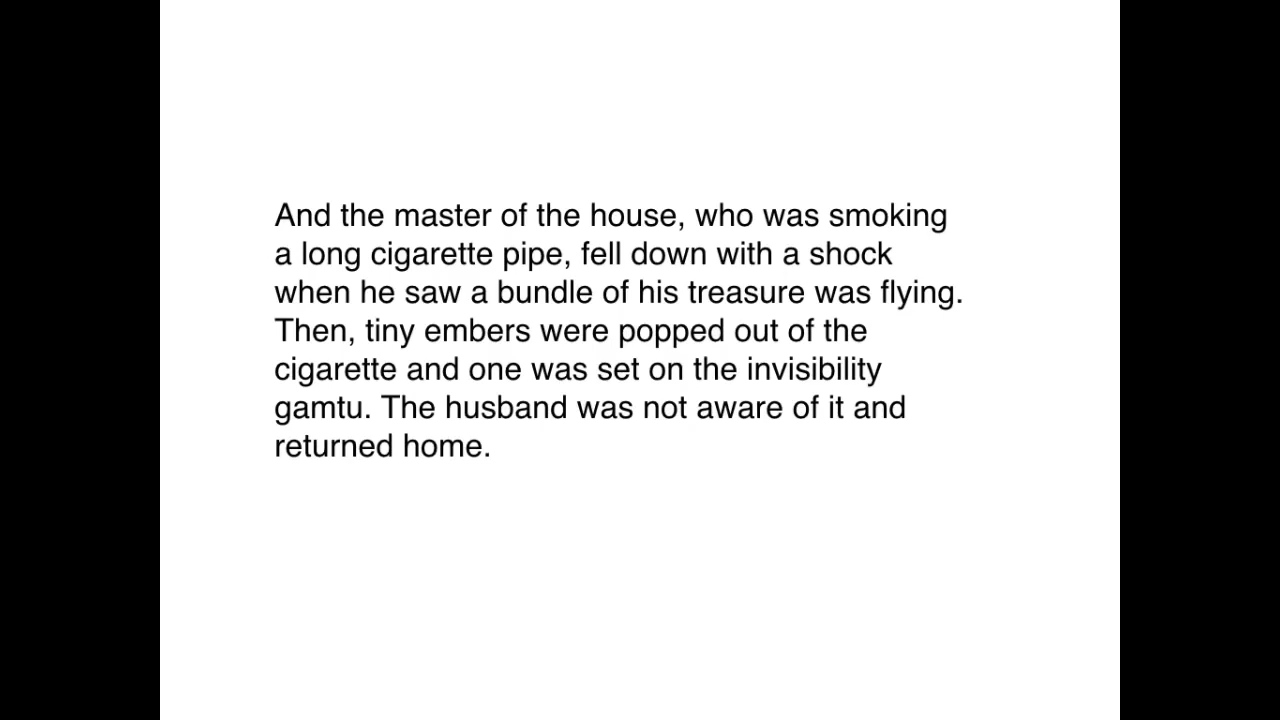 And the master of the house, who was smoking
a long cigarette pipe, fell down with a shock
when he saw a bundle of his treasure was flying.
Then, tiny embers were popped out of the
cigarette and one was set on the invisibility
gamtu. The husband was not aware of it and
returned home.